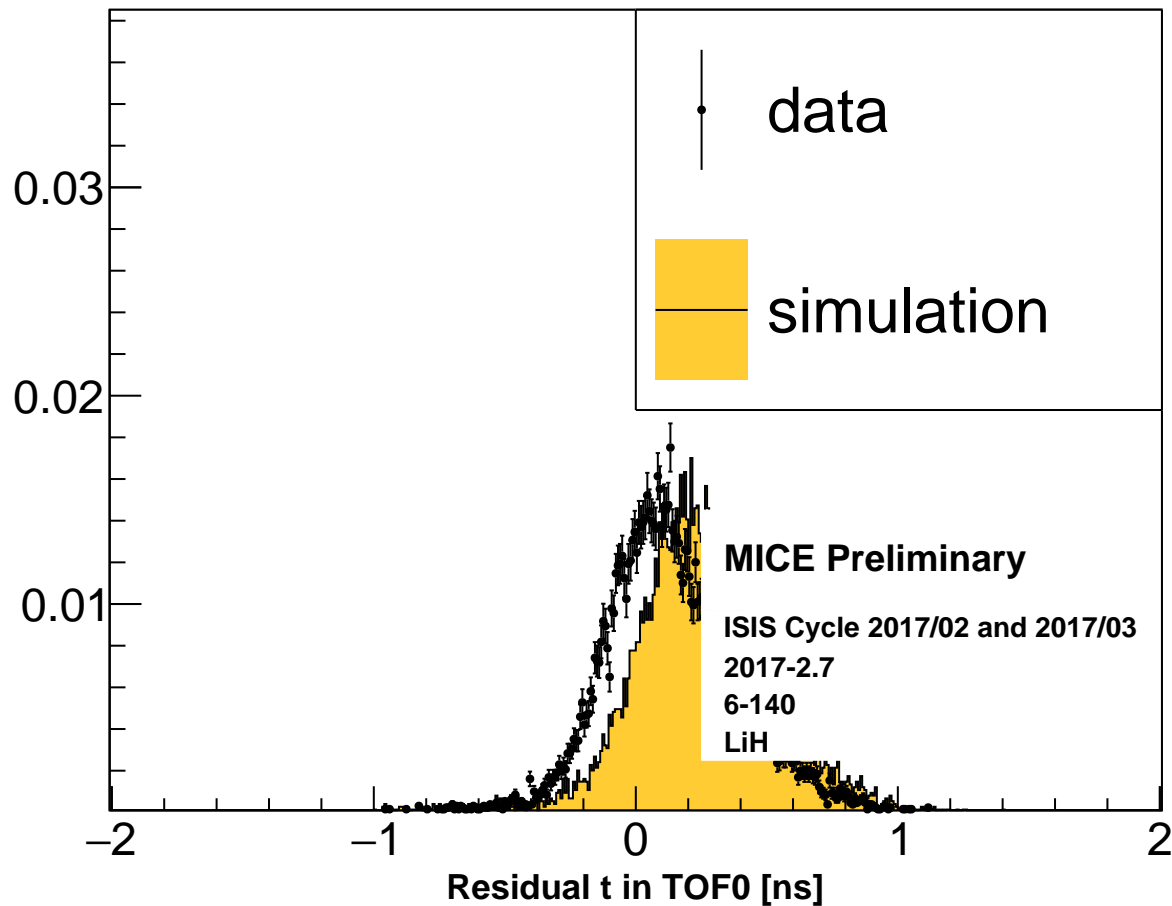 data
simulation
0.03
0.02
0.01
MICE Preliminary
ISIS Cycle 2017/02 and 2017/03
2017-2.7
6-140
LiH
−2 −1 0 1 2
Residual t in TOF0 [ns]